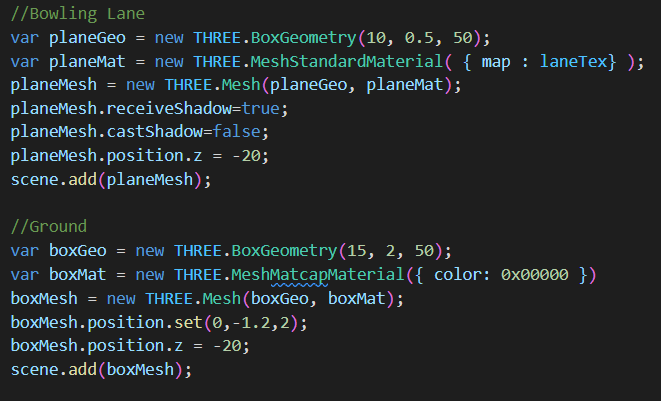 //Bowling Lane
var planeGeo = new THREE.BoxGeometry(10, 0.5, 50);
var planeMat = new THREE.MeshStandardMaterial( { map : laneTex} );
planeMesh = new THREE.Mesh(planeGeo, planeMat);
planeMesh.receiveShadow=true;
planeMesh.castShadow=false;
planeMesh.position.z = -20;
scene.add(planeMesh);

//Ground
var boxGeo = new THREE.BoxGeometry(15, 2, 50);
var boxMat = new THREE.MeshMatcapMaterial({ color: 0x00000 })
boxMesh = new THREE.Mesh(boxGeo, boxMat);
boxMesh.position.set(0,-1.2,2);
boxMesh.position.z = -20;
scene.add(boxMesh);